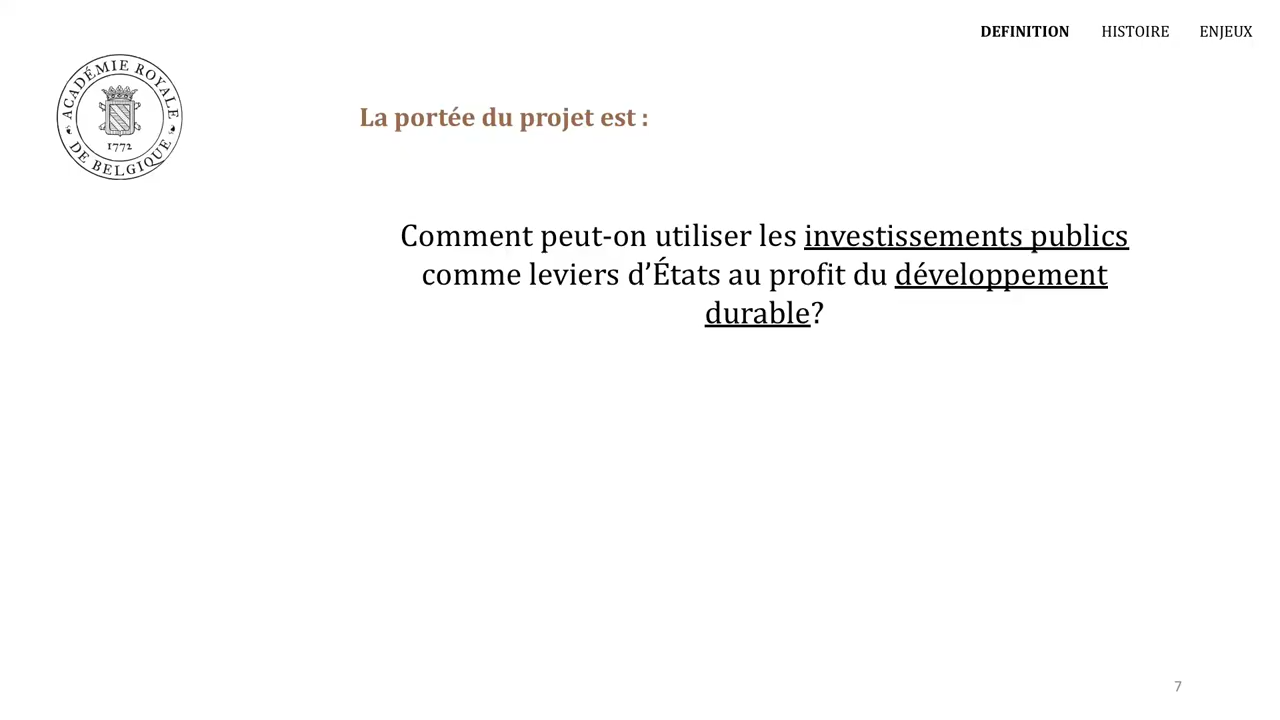 DEFINITION HISTOIRE ENJEUX
ACADÉMIE ROYALE
DE BELGIQUE
1772
La portée du projet est :
Comment peut-on utiliser les investissements publics
comme leviers d’États au profit du développement
durable?
7